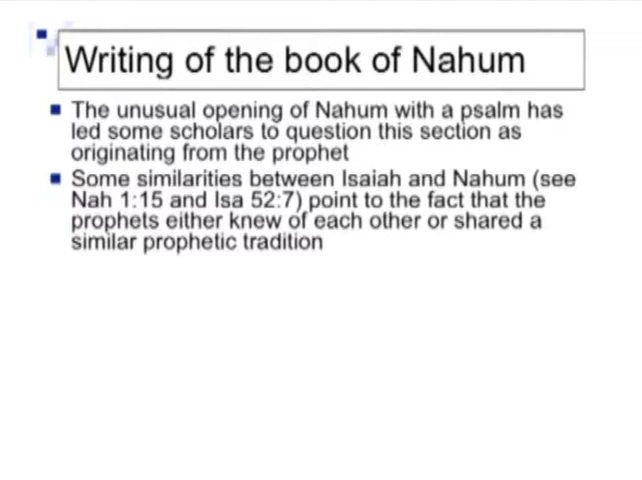 Writing of the book of Nahum
The unusual opening of Nahum with a psalm has
led some scholars to question this section as
originating from the prophet
Some similarities between Isaiah and Nahum (see
Nah 1:15 and Isa 52:7) point to the fact that the
prophets either knew of each other or shared a
similar prophetic tradition